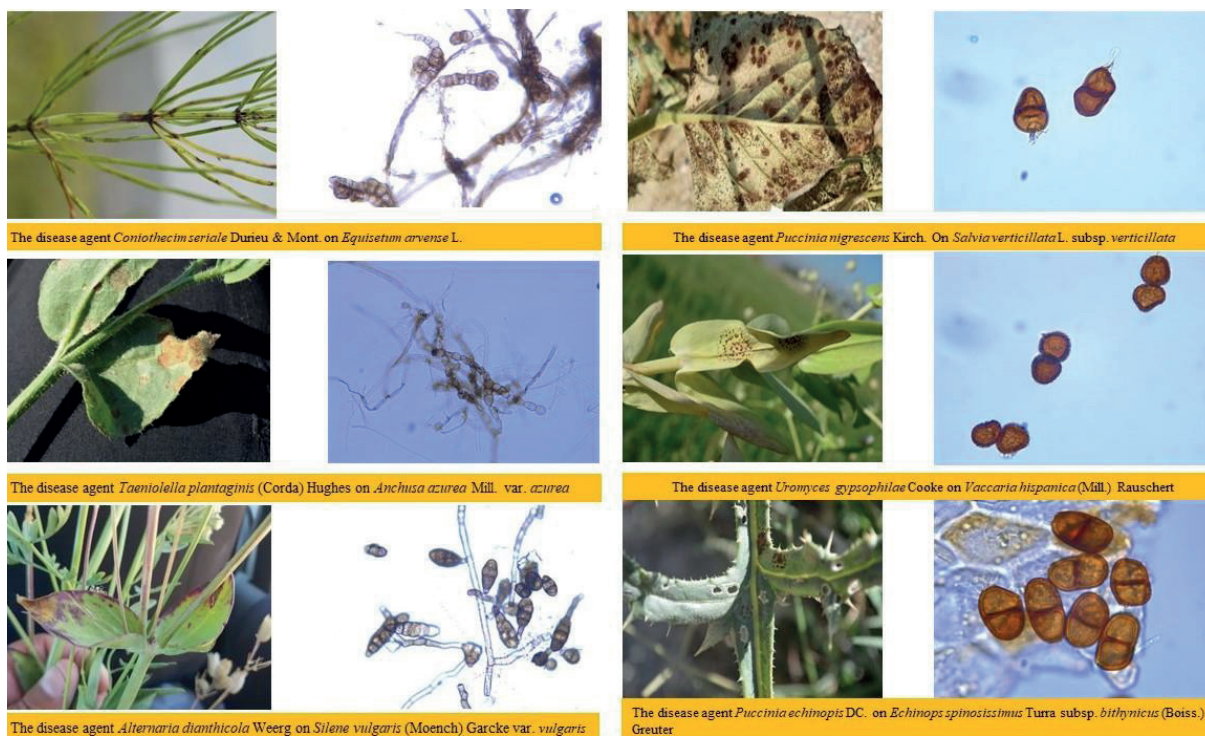 The disease agent Coniothecim seriale Durieu & Mont. on Equisetum arvense L.
The disease agent Puccinia nigrescens Kirch. On Salvia verticillata L. subsp. verticillata
The disease agent Taeniolella plantaginis (Corda) Hughes on Anchusa azurea Mill. var. azurea
The disease agent Uromyces gypsophilae Cooke on Vaccaria hispanica (Mill.) Rauschert
The disease agent Alternaria dianthicola Weerg on Silene vulgaris (Moench) Garcke var. vulgaris
The disease agent Puccinia echinopis DC. on Echinops spinosissimus Turra subsp. bithynicus (Boiss.)
Greuter